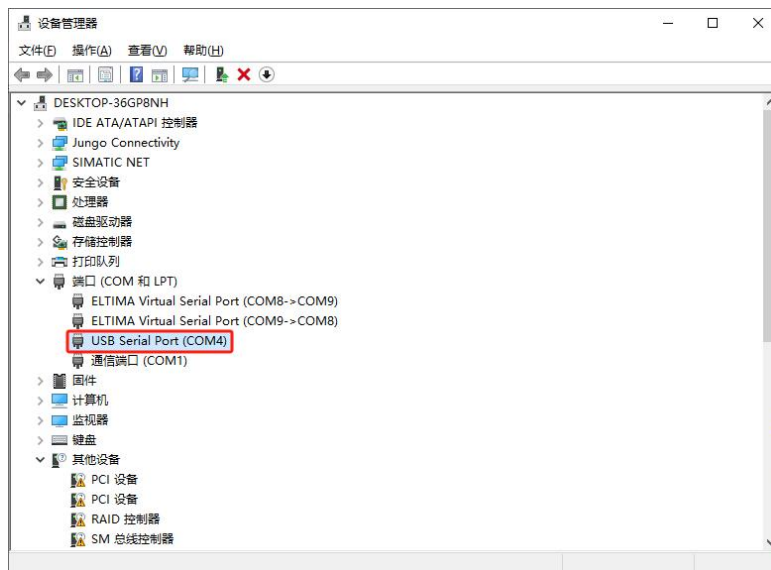 设备管理器
文件(F) 操作(A) 查看(V) 帮助(H)
DESKTOP-36GP8NH
IDE ATA/ATAPI 控制器
Jungo Connectivity
SIMATIC NET
安全设备
处理器
磁盘驱动器
存储控制器
打印队列
端口 (COM 和 LPT)
ELTIMA Virtual Serial Port (COM8->COM9)
ELTIMA Virtual Serial Port (COM9->COM8)
USB Serial Port (COM4)
通信端口 (COM1)
固件
计算机
监视器
键盘
其他设备
PCI 设备
PCI 设备
RAID 控制器
SM 总线控制器